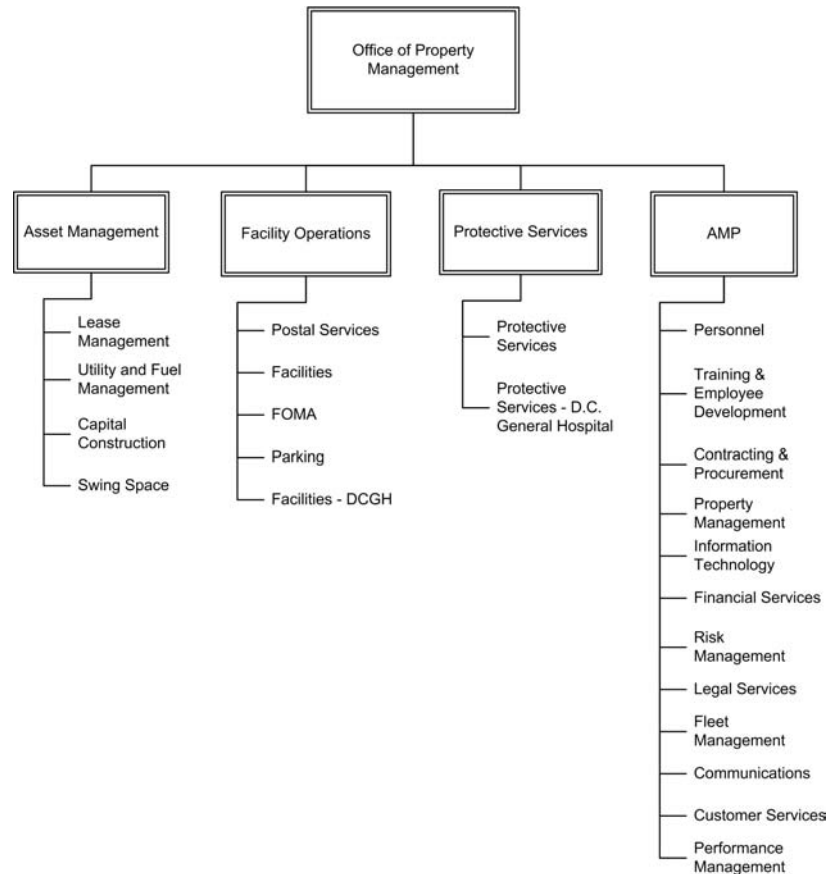 Office of Property
Management
Asset Management
Facility Operations
Protective Services
AMP
Lease
Management
Utility and Fuel
Management
Capital
Construction
Swing Space
Postal Services
Facilities
FOMA
Parking
Facilities - DCGH
Protective
Services
Protective
Services - D.C.
General Hospital
Personnel
Training &
Employee
Development
Contracting &
Procurement
Property
Management
Information
Technology
Financial Services
Risk
Management
Legal Services
Fleet
Management
Communications
Customer Services
Performance
Management